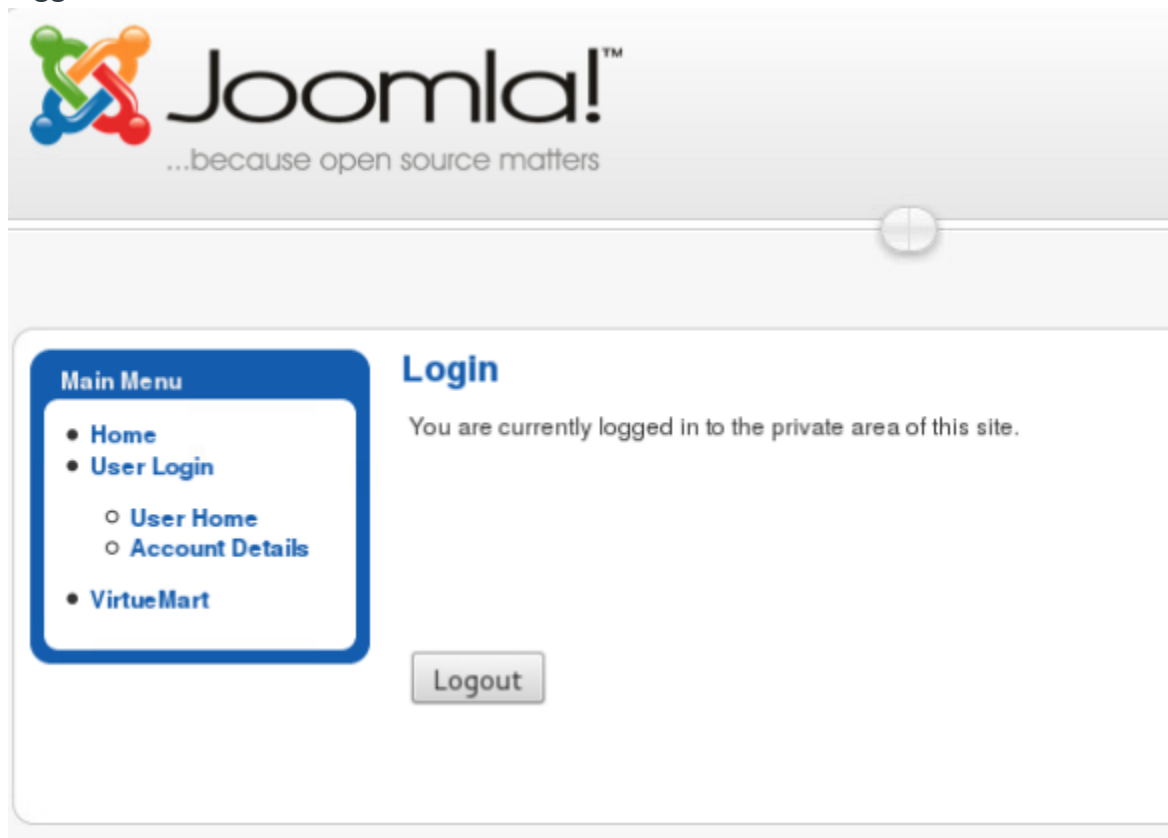 Joomla!™
...because open source matters
Main Menu
Home
User Login
User Home
Account Details
VirtueMart
Login
You are currently logged in to the private area of this site.
Logout